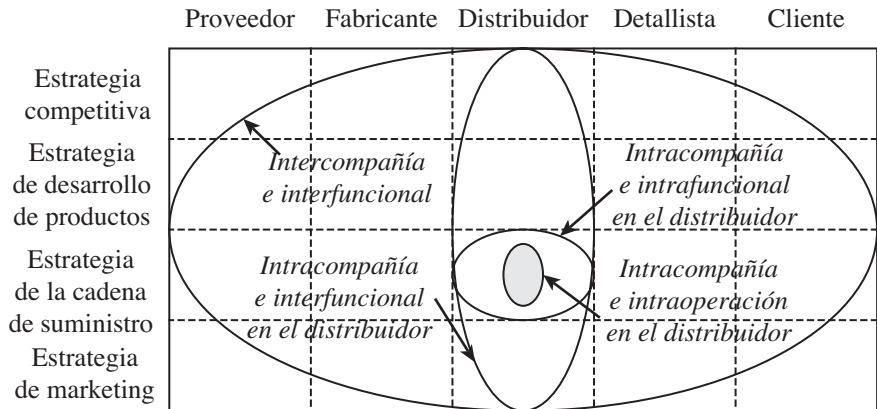 Proveedor Fabricante Distribuidor Detallista Cliente
Estrategia
competitiva
Estrategia
de desarrollo
de productos
Estrategia
de la cadena
de suministro
Estrategia
de marketing
Intercompañía
e interfuncional
Intracompañía
e intrafuncional
en el distribuidor
Intracompañía
e interfuncional
en el distribuidor
Intracompañía
e intraoperación
en el distribuidor